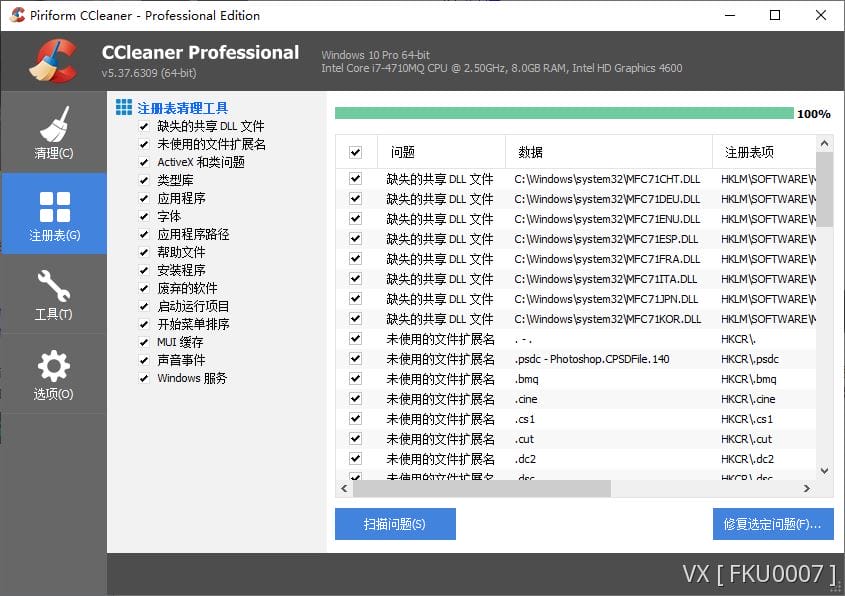 Piriform CCleaner - Professional Edition
CCleaner Professional
v5.37.6309 (64-bit)
Windows 10 Pro 64-bit
Intel Core i7-4710MQ CPU @ 2.50GHz, 8.0GB RAM, Intel HD Graphics 4600
清理(C)
注册表(G)
工具(T)
选项(O)
注册表清理工具
缺失的共享 DLL 文件
未使用的文件扩展名
ActiveX 和类问题
类型库
应用程序
字体
应用程序路径
帮助文件
安装程序
废弃的软件
启动运行项目
开始菜单排序
MUI 缓存
声音事件
Windows 服务
100%
问题 数据 注册表项
缺失的共享 DLL 文件 C:\Windows\system32\MFC71CHT.DLL HKLM\SOFTWARE\M
缺失的共享 DLL 文件 C:\Windows\system32\MFC71DEU.DLL HKLM\SOFTWARE\M
缺失的共享 DLL 文件 C:\Windows\system32\MFC71ENU.DLL HKLM\SOFTWARE\M
缺失的共享 DLL 文件 C:\Windows\system32\MFC71ESP.DLL HKLM\SOFTWARE\M
缺失的共享 DLL 文件 C:\Windows\system32\MFC71FRA.DLL HKLM\SOFTWARE\M
缺失的共享 DLL 文件 C:\Windows\system32\MFC71ITA.DLL HKLM\SOFTWARE\M
缺失的共享 DLL 文件 C:\Windows\system32\MFC71JPN.DLL HKLM\SOFTWARE\M
缺失的共享 DLL 文件 C:\Windows\system32\MFC71KOR.DLL HKLM\SOFTWARE\M
未使用的文件扩展名 . - . HKCR\.
未使用的文件扩展名 .psdc - Photoshop.CPSDFile.140 HKCR\.psdc
未使用的文件扩展名 .bmq HKCR\.bmq
未使用的文件扩展名 .cine HKCR\.cine
未使用的文件扩展名 .cs1 HKCR\.cs1
未使用的文件扩展名 .cut HKCR\.cut
未使用的文件扩展名 .dc2 HKCR\.dc2
未使用的文件扩展名 .dsc HKCR\.dsc
扫描问题(S)
修复选定问题(F)...
VX [ FKU0007 ]